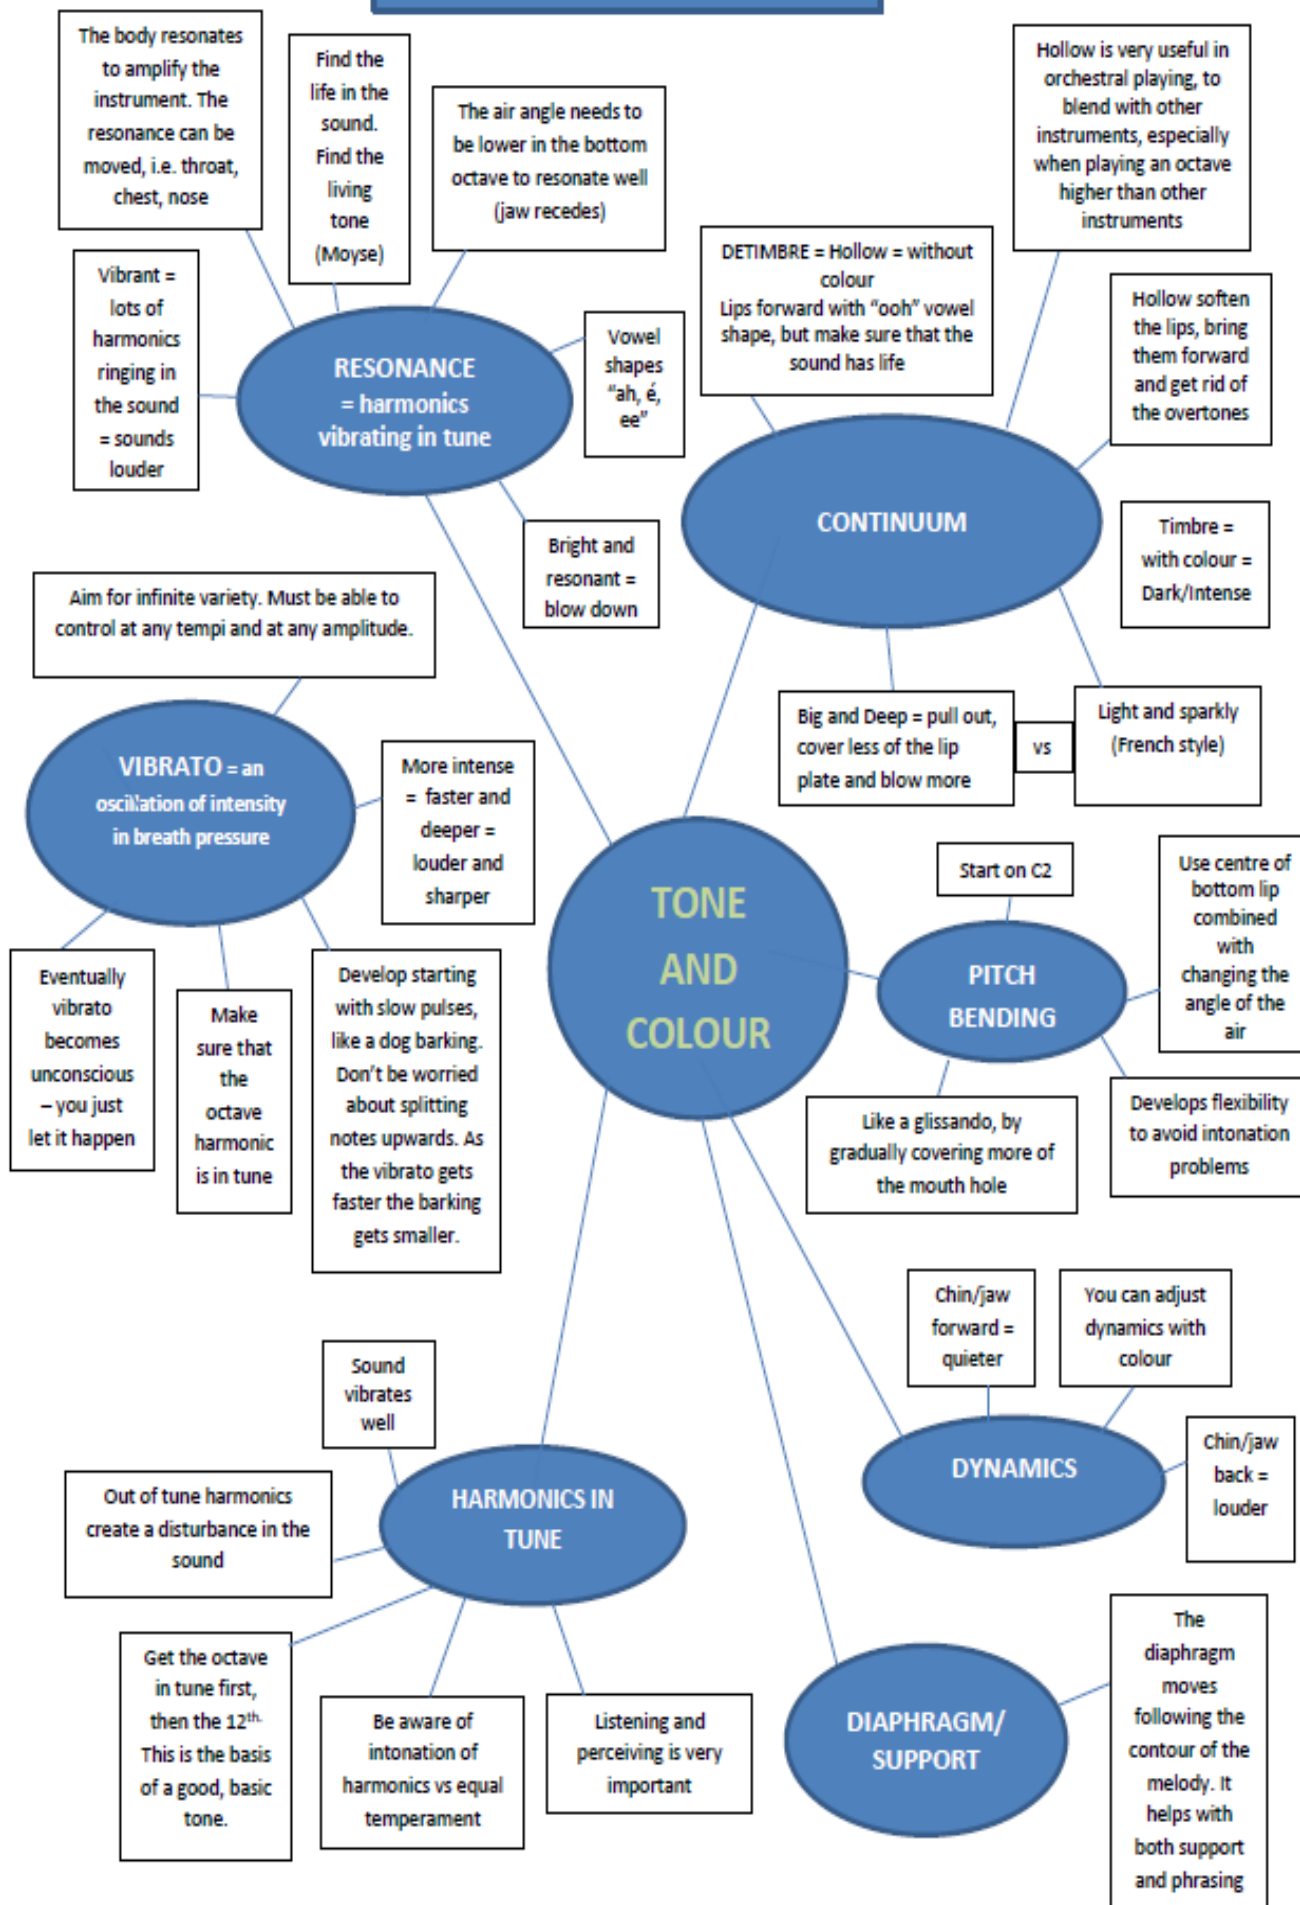 The body resonates
to amplify the
instrument. The
resonance can be
moved, i.e. throat,
chest, nose
Find the
life in the
sound.
Find the
living
tone
(Moyse)
The air angle needs to
be lower in the bottom
octave to resonate well
(jaw recedes)
Hollow is very useful in
orchestral playing, to
blend with other
instruments, especially
when playing an octave
higher than other
instruments
Vibrant =
lots of
harmonics
ringing in
the sound
= sounds
louder
RESONANCE
= harmonics
vibrating in tune
Vowel
shapes
"ah, é,
ee"
DETIMBRE = Hollow = without
colour
Lips forward with "ooh" vowel
shape, but make sure that the
sound has life
Hollow soften
the lips, bring
them forward
and get rid of
the overtones
Bright and
resonant =
blow down
CONTINUUM
Timbre =
with colour =
Dark/Intense
Aim for infinite variety. Must be able to
control at any tempi and at any amplitude.
Big and Deep = pull out,
cover less of the lip
plate and blow more
vs
Light and sparkly
(French style)
VIBRATO = an
oscillation of intensity
in breath pressure
More intense
= faster and
deeper =
louder and
sharper
Eventually
vibrato
becomes
unconscious
– you just
let it happen
Make
sure that
the
octave
harmonic
is in tune
Develop starting
with slow pulses,
like a dog barking.
Don't be worried
about splitting
notes upwards. As
the vibrato gets
faster the barking
gets smaller.
TONE
AND
COLOUR
Start on C2
PITCH
BENDING
Use centre of
bottom lip
combined
with
changing the
angle of the
air
Like a glissando, by
gradually covering more of
the mouth hole
Develops flexibility
to avoid intonation
problems
Chin/jaw
forward =
quieter
You can adjust
dynamics with
colour
DYNAMICS
Chin/jaw
back =
louder
Sound
vibrates
well
Out of tune harmonics
create a disturbance in the
sound
HARMONICS IN
TUNE
Get the octave
in tune first,
then the 12th.
This is the basis
of a good, basic
tone.
Be aware of
intonation of
harmonics vs equal
temperament
Listening and
perceiving is very
important
DIAPHRAGM/
SUPPORT
The
diaphragm
moves
following the
contour of the
melody. It
helps with
both support
and phrasing